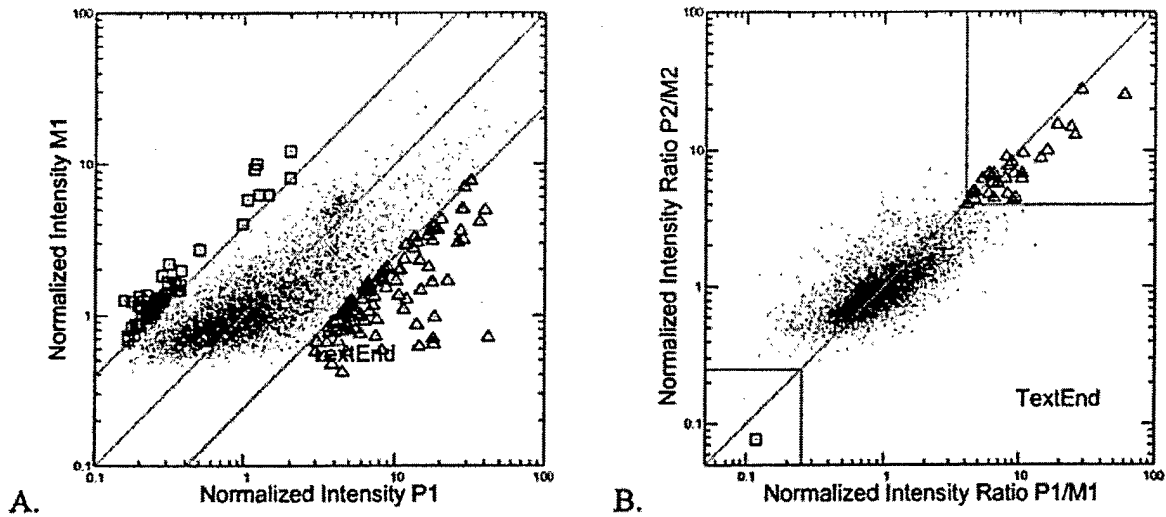 100
10
1
0.1
Normalized Intensity M1
0.1
1
10
100
Normalized Intensity P1
TextEnd
A.
100
10
1
0.1
Normalized Intensity Ratio P2/M2
0.1
1
10
100
Normalized Intensity Ratio P1/M1
TextEnd
B.